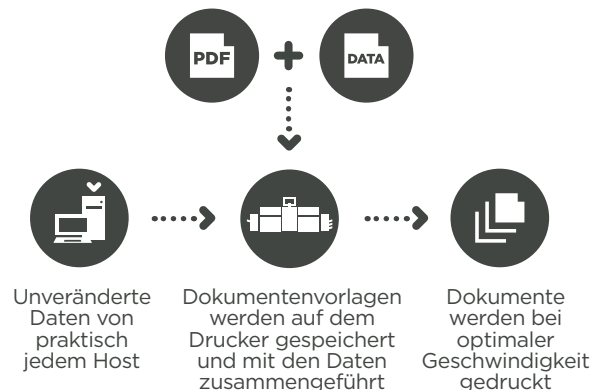 PDF
DATA
Unveränderte
Daten von
praktisch
jedem Host
Dokumentenvorlagen
werden auf dem
Drucker gespeichert
und mit den Daten
zusammengeführt
Dokumente
werden bei
optimaler
Geschwindigkeit
gedruckt